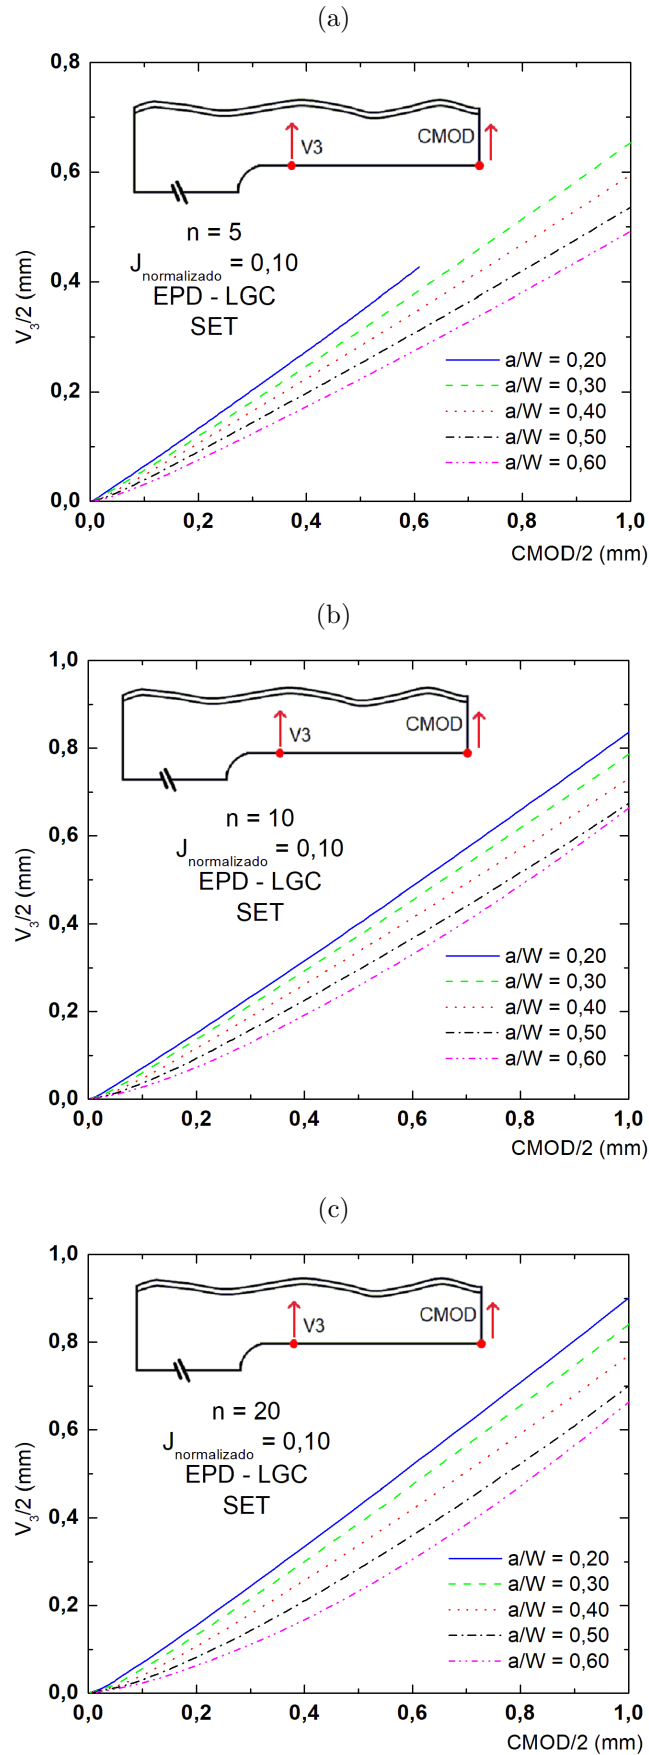 (a)
0,8
0,6
0,4
0,2
0,0
V3/2 (mm)
V3
CMOD
n = 5
Jnormalizado = 0,10
EPD - LGC
SET
a/W = 0,20
a/W = 0,30
a/W = 0,40
a/W = 0,50
a/W = 0,60
0,0 0,2 0,4 0,6 0,8 1,0
CMOD/2 (mm)
(b)
1,0
0,8
0,6
0,4
0,2
0,0
V3/2 (mm)
V3
CMOD
n = 10
Jnormalizado = 0,10
EPD - LGC
SET
a/W = 0,20
a/W = 0,30
a/W = 0,40
a/W = 0,50
a/W = 0,60
0,0 0,2 0,4 0,6 0,8 1,0
CMOD/2 (mm)
(c)
1,0
0,8
0,6
0,4
0,2
0,0
V3/2 (mm)
V3
CMOD
n = 20
Jnormalizado = 0,10
EPD - LGC
SET
a/W = 0,20
a/W = 0,30
a/W = 0,40
a/W = 0,50
a/W = 0,60
0,0 0,2 0,4 0,6 0,8 1,0
CMOD/2 (mm)